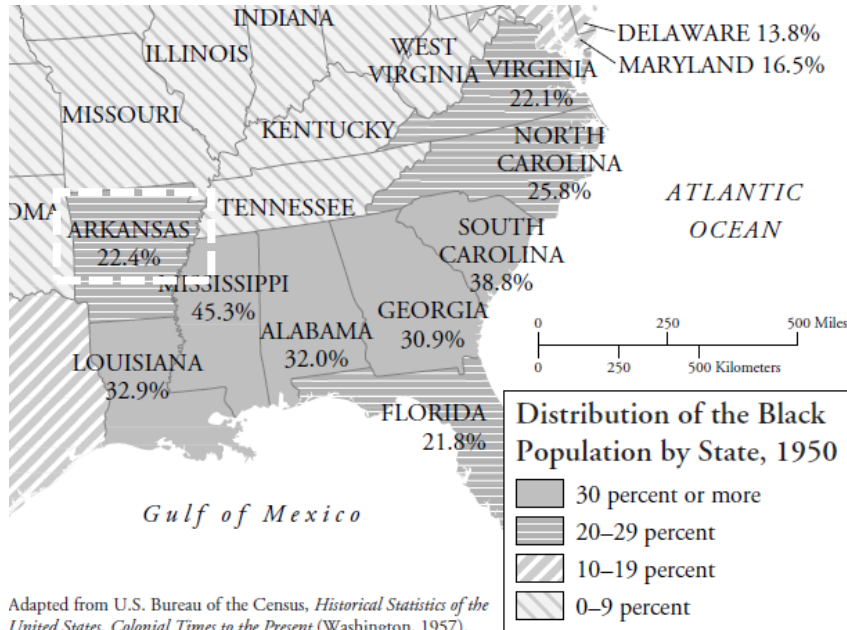 INDIANA
ILLINOIS
WEST
VIRGINIA
DELAWARE 13.8%
MARYLAND 16.5%
VIRGINIA
22.1%
MISSOURI
KENTUCKY
NORTH
CAROLINA
25.8%
OMA
ARKANSAS
22.4%
TENNESSEE
ATLANTIC
OCEAN
SOUTH
CAROLINA
38.8%
MISSISSIPPI
45.3%
GEORGIA
30.9%
ALABAMA
32.0%
LOUISIANA
32.9%
0 250 500 Miles
0 250 500 Kilometers
FLORIDA
21.8%
Gulf of Mexico
Distribution of the Black
Population by State, 1950
30 percent or more
20–29 percent
10–19 percent
0–9 percent
Adapted from U.S. Bureau of the Census, Historical Statistics of the
United States, Colonial Times to the Present (Washington, 1957)